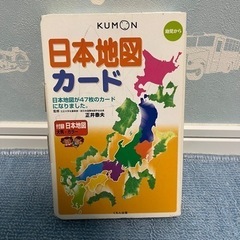 KUMON
幼児から
日本地図
カード
日本地図が47枚のカード
になりました。
正井泰夫
付録 日本地図